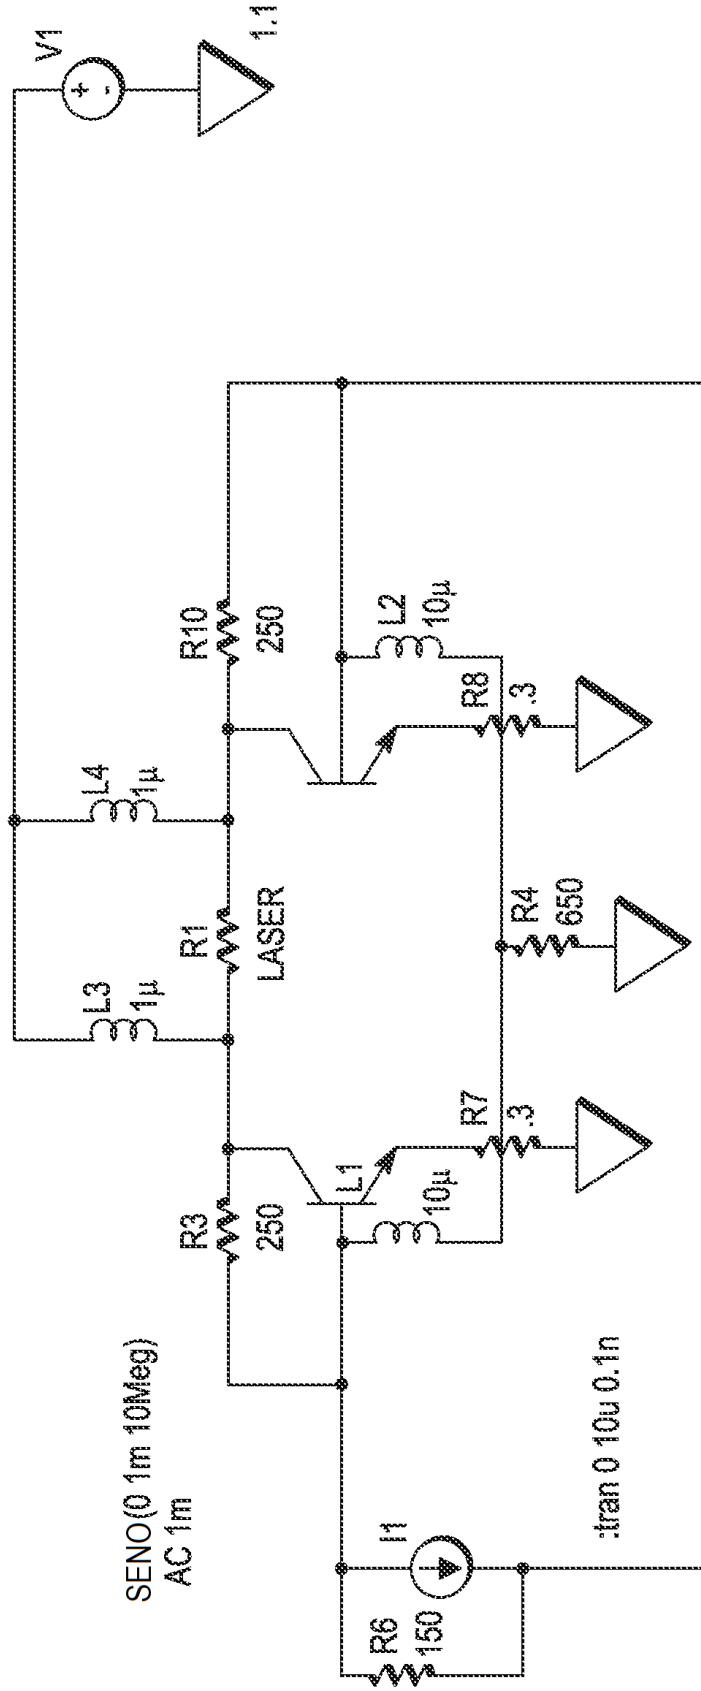 SENO(0 1m 10Meg)
AC 1m
R6
150
I1
.tran 0 10u 0.1n
R3
250
L1
10µ
R7
.3
L3
1µ
R1
LASER
R4
650
L4
1µ
R10
250
L2
10µ
R8
.3
V1
1.1